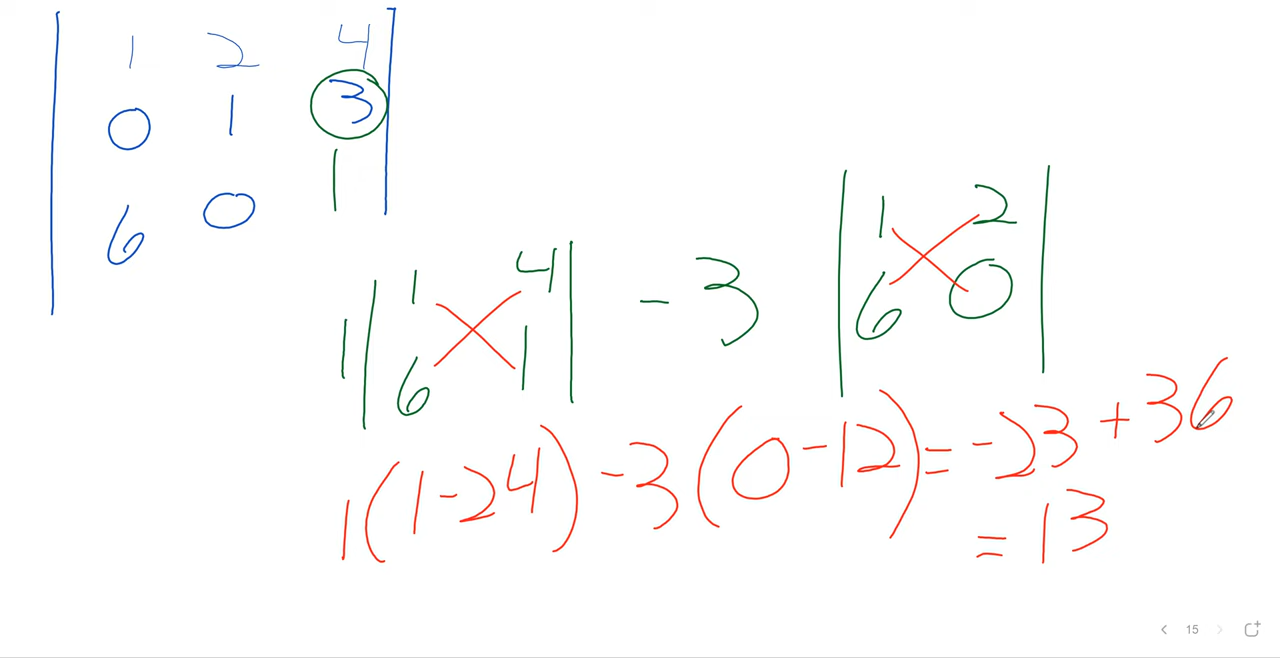 | 1 2 4 |
| 0 1 3 |
| 6 0 1 |
1 | 1 4 | - 3 | 1 2 |
| 6 1 | | 6 0 |
1(1-24) -3(0-12) = -23 + 36
= 13
15